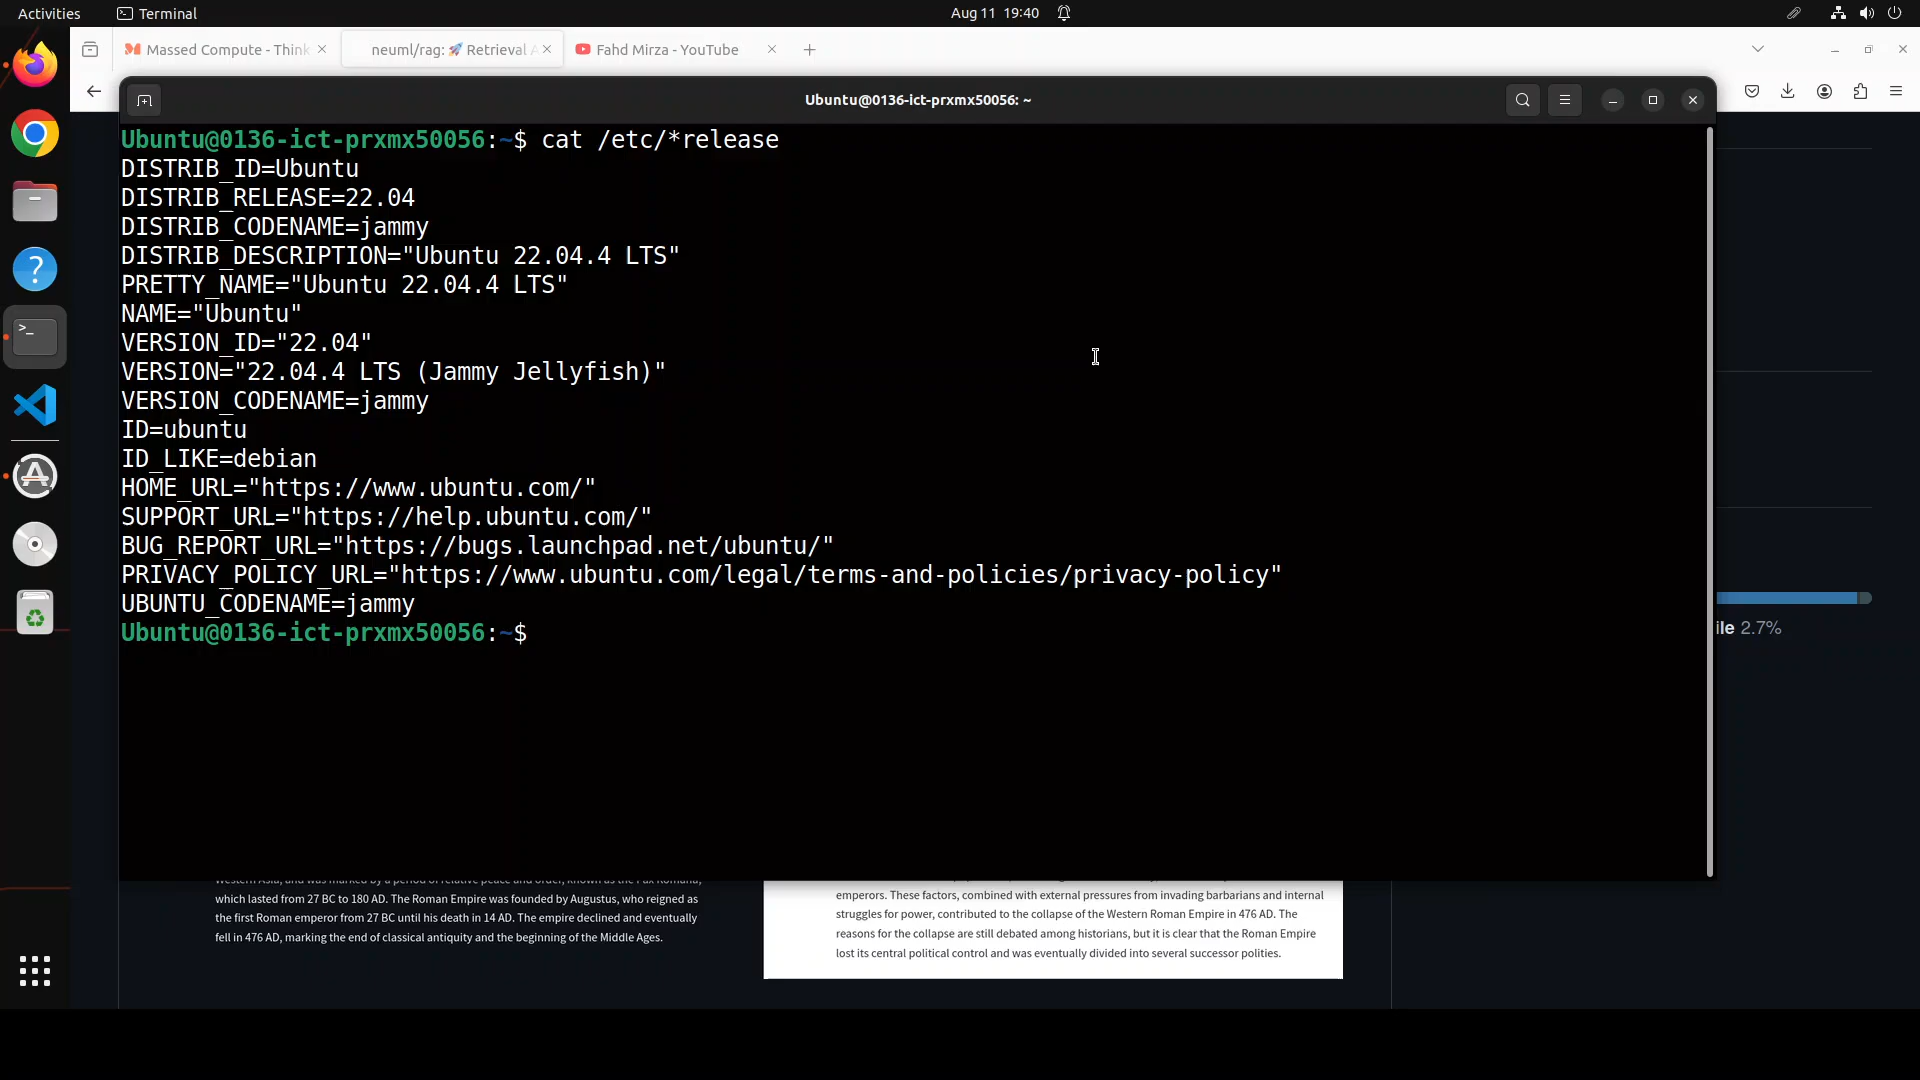 Activities
Terminal
Aug 11 19:40
Massed Compute - Think
neuml/rag: 🚀 Retrieval A
Fahd Mirza - YouTube
Ubuntu@0136-ict-prxmx50056: ~
Ubuntu@0136-ict-prxmx50056:~$ cat /etc/*release
DISTRIB_ID=Ubuntu
DISTRIB_RELEASE=22.04
DISTRIB_CODENAME=jammy
DISTRIB_DESCRIPTION="Ubuntu 22.04.4 LTS"
PRETTY_NAME="Ubuntu 22.04.4 LTS"
NAME="Ubuntu"
VERSION_ID="22.04"
VERSION="22.04.4 LTS (Jammy Jellyfish)"
VERSION_CODENAME=jammy
ID=ubuntu
ID_LIKE=debian
HOME_URL="https://www.ubuntu.com/"
SUPPORT_URL="https://help.ubuntu.com/"
BUG_REPORT_URL="https://bugs.launchpad.net/ubuntu/"
PRIVACY_POLICY_URL="https://www.ubuntu.com/legal/terms-and-policies/privacy-policy"
UBUNTU_CODENAME=jammy
Ubuntu@0136-ict-prxmx50056:~$
ile 2.7%
which lasted from 27 BC to 180 AD. The Roman Empire was founded by Augustus, who reigned as
the first Roman emperor from 27 BC until his death in 14 AD. The empire declined and eventually
fell in 476 AD, marking the end of classical antiquity and the beginning of the Middle Ages.
emperors. These factors, combined with external pressures from invading barbarians and internal
struggles for power, contributed to the collapse of the Western Roman Empire in 476 AD. The
reasons for the collapse are still debated among historians, but it is clear that the Roman Empire
lost its central political control and was eventually divided into several successor polities.